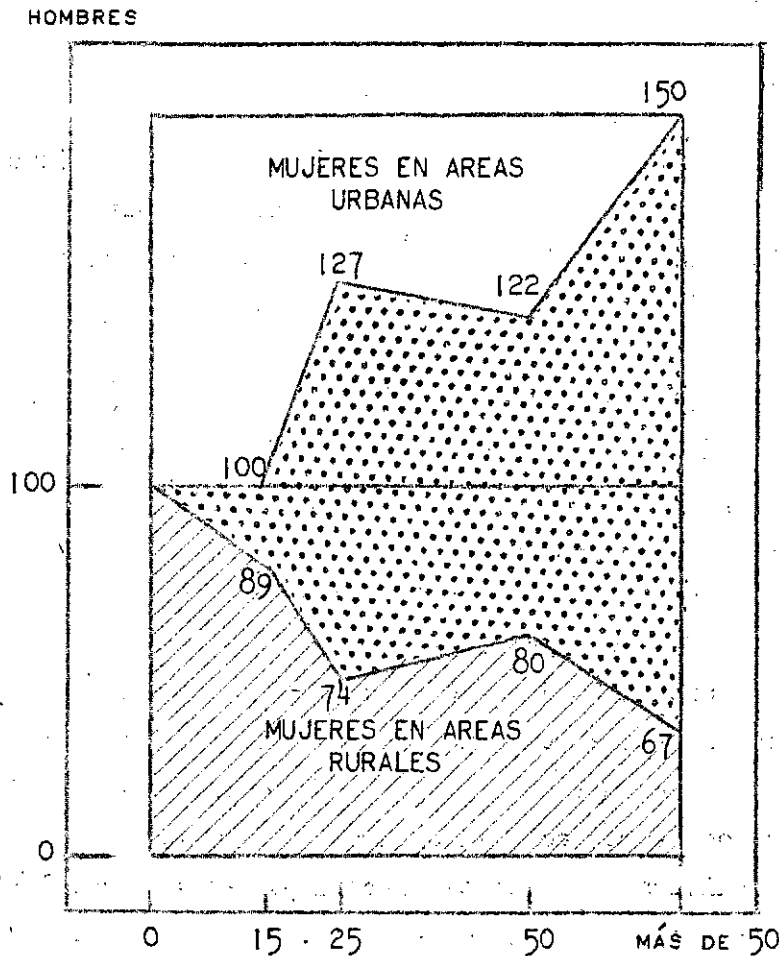 HOMBRES
150
MUJERES EN AREAS
URBANAS
127
122
100
100
89
74
80
67
MUJERES EN AREAS
RURALES
0
0 15 25 50 MÁS DE 50